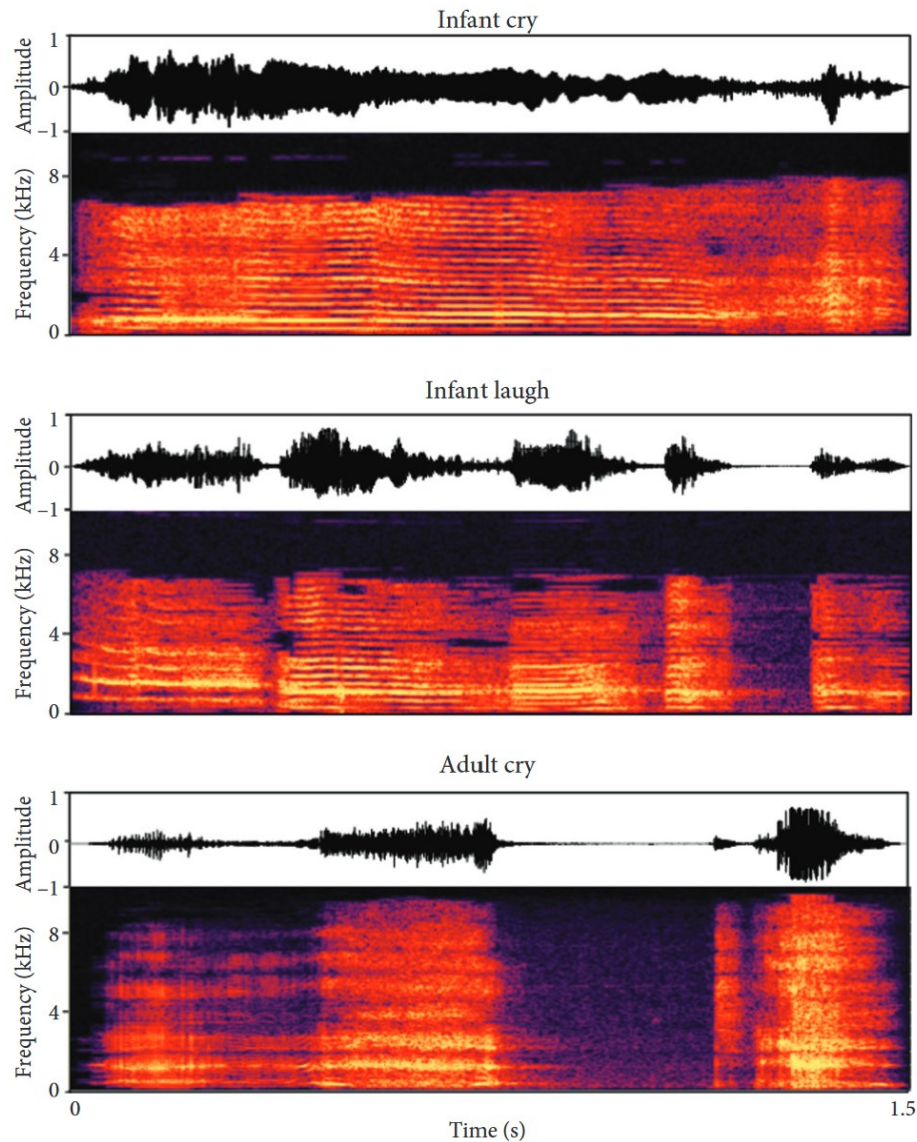 Infant cry
1
0
–1
Amplitude
8
4
0
Frequency (kHz)
Infant laugh
1
0
–1
Amplitude
8
4
0
Frequency (kHz)
Adult cry
1
0
–1
Amplitude
8
4
0
Frequency (kHz)
0
1.5
Time (s)